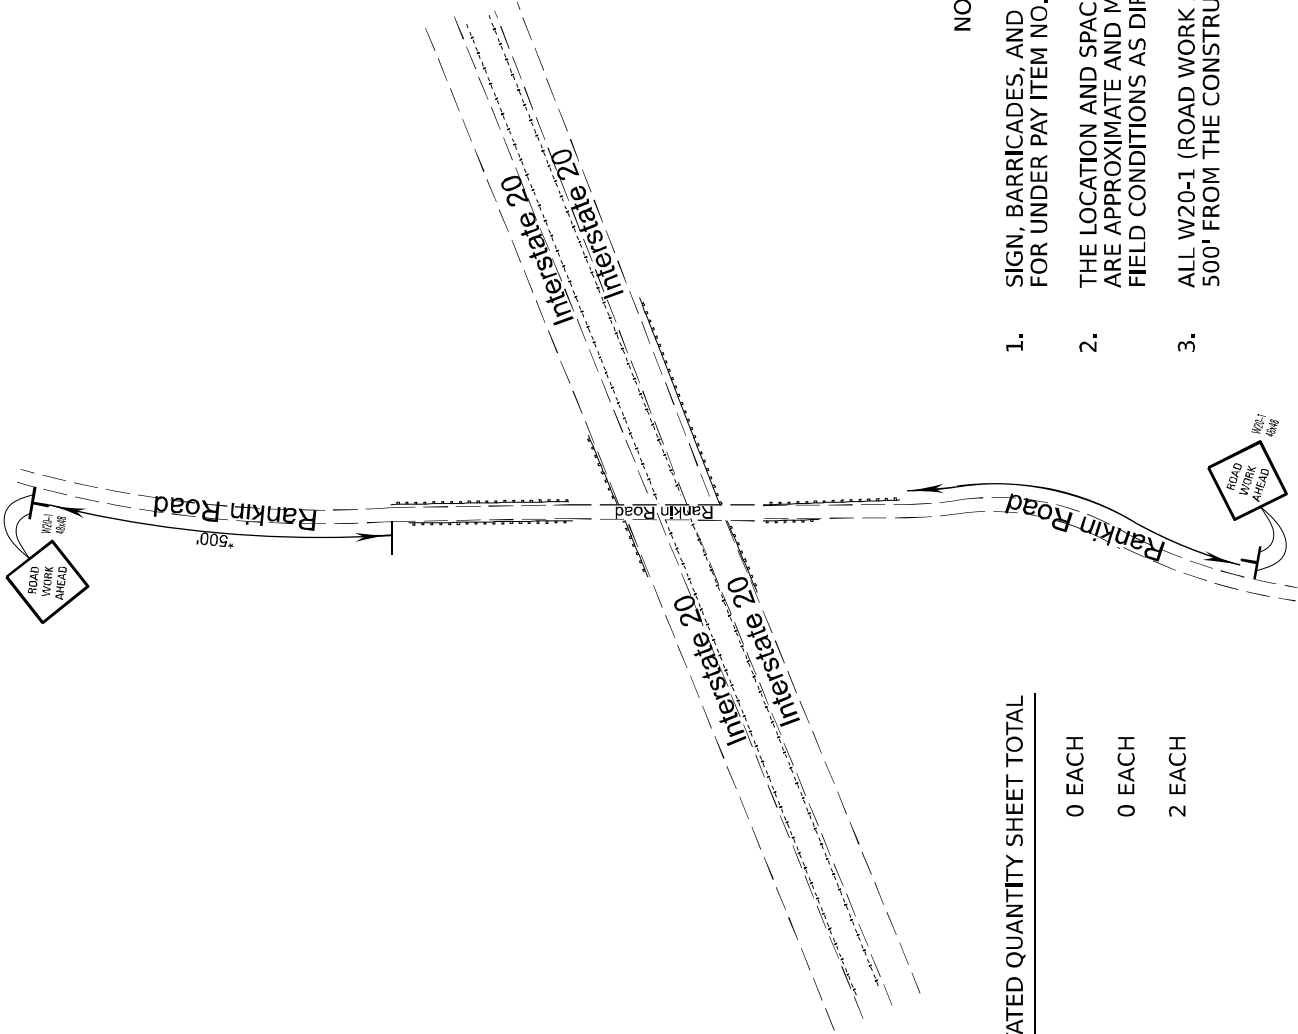 NO
1. SIGN, BARRICADES, AND
FOR UNDER PAY ITEM NO.
2. THE LOCATION AND SPAC
ARE APPROXIMATE AND M
FIELD CONDITIONS AS DIR
3. ALL W20-1 (ROAD WORK
500' FROM THE CONSTRU
Interstate 20
Interstate 20
Interstate 20
Interstate 20
Rankin Road
Rankin Road
Rankin Road
*500'
ROAD
WORK
AHEAD
W20-1
48x48
ROAD
WORK
AHEAD
W20-1
48x48
ATED QUANTITY SHEET TOTAL
0 EACH
0 EACH
2 EACH